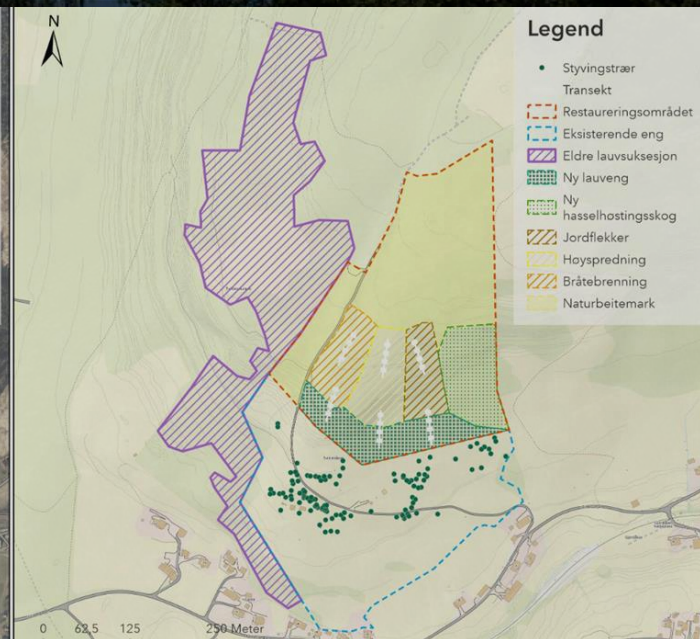 N
Legend
Styvingstrær
Transekt
Restaureringsområdet
Eksisterende eng
Eldre lauvsuksesjon
Ny lauveng
Ny
hasselhøstingsskog
Jordflekker
Høyspredning
Bråtebrenning
Naturbeitemark
0 62,5 125 250 Meter